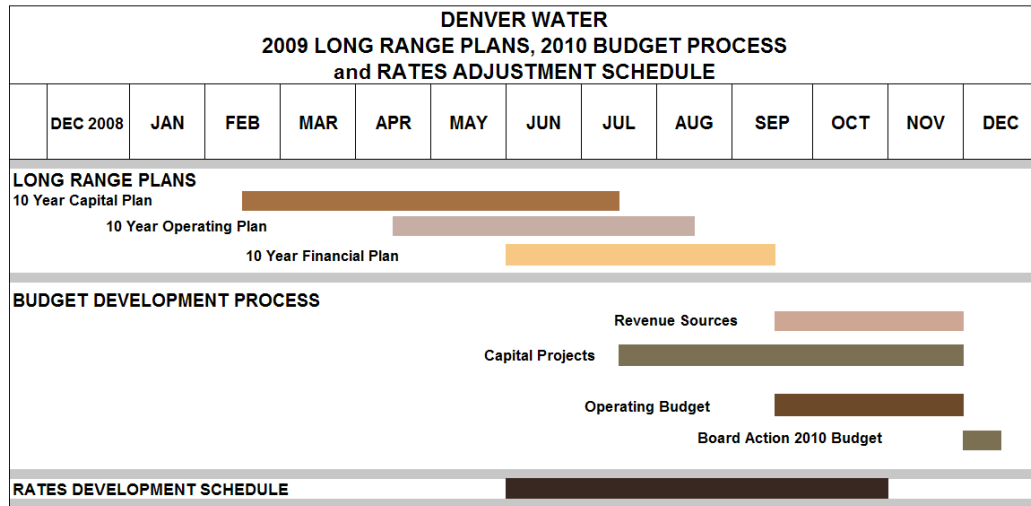 DENVER WATER
2009 LONG RANGE PLANS, 2010 BUDGET PROCESS
and RATES ADJUSTMENT SCHEDULE
DEC 2008 JAN FEB MAR APR MAY JUN JUL AUG SEP OCT NOV DEC
LONG RANGE PLANS
10 Year Capital Plan
10 Year Operating Plan
10 Year Financial Plan
BUDGET DEVELOPMENT PROCESS
Revenue Sources
Capital Projects
Operating Budget
Board Action 2010 Budget
RATES DEVELOPMENT SCHEDULE